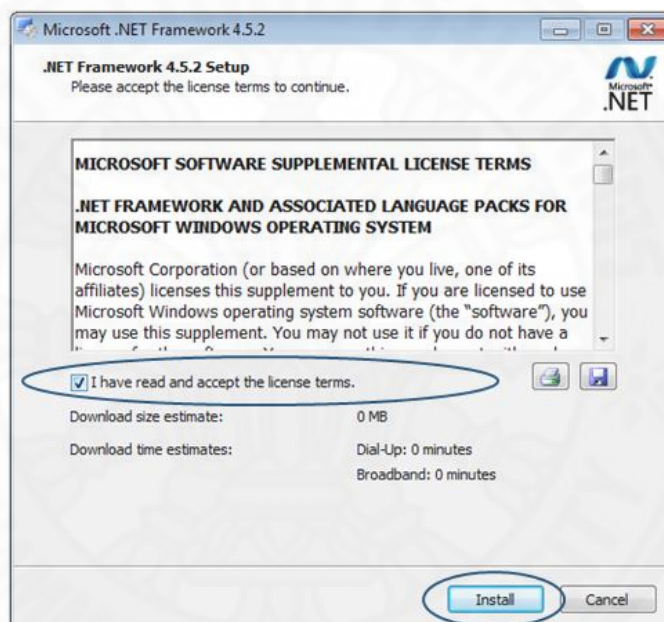 Microsoft .NET Framework 4.5.2
.NET Framework 4.5.2 Setup
Please accept the license terms to continue.
Microsoft
.NET
MICROSOFT SOFTWARE SUPPLEMENTAL LICENSE TERMS
.NET FRAMEWORK AND ASSOCIATED LANGUAGE PACKS FOR
MICROSOFT WINDOWS OPERATING SYSTEM
Microsoft Corporation (or based on where you live, one of its
affiliates) licenses this supplement to you. If you are licensed to use
Microsoft Windows operating system software (the “software”), you
may use this supplement. You may not use it if you do not have a
I have read and accept the license terms.
Download size estimate: 0 MB
Download time estimates: Dial-Up: 0 minutes
Broadband: 0 minutes
Install Cancel